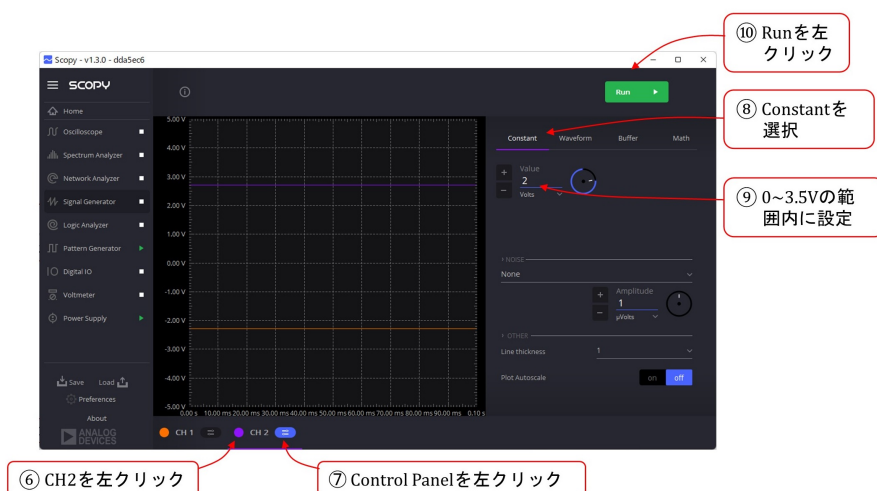 ⑩ Runを左
クリック
Scopy - v1.3.0 - dda5ec6
SCOPY
Run
⑧ Constantを
選択
Home
Oscilloscope
Spectrum Analyzer
Network Analyzer
Signal Generator
Logic Analyzer
Pattern Generator
Digital IO
Voltmeter
Power Supply
Save Load
Preferences
About
ANALOG
DEVICES
5.00 V
4.00 V
3.00 V
2.00 V
1.00 V
0.00 V
-1.00 V
-2.00 V
-3.00 V
-4.00 V
-5.00 V
0.00 s 10.00 ms 20.00 ms 30.00 ms 40.00 ms 50.00 ms 60.00 ms 70.00 ms 80.00 ms 90.00 ms 0.10 s
Constant Waveform Buffer Math
Value
2
Volts
⑨ 0~3.5Vの範
囲内に設定
NOISE
None
Amplitude
1
µVolts
OTHER
Line thickness 1
Plot Autoscale on off
CH 1 CH 2
⑥ CH2を左クリック
⑦ Control Panelを左クリック